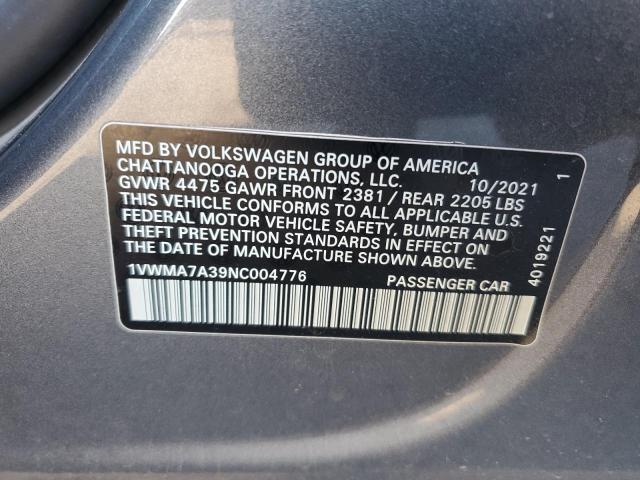 MFD BY VOLKSWAGEN GROUP OF AMERICA
CHATTANOOGA OPERATIONS, LLC. 10/2021
GVWR 4475 GAWR FRONT 2381 / REAR 2205 LBS
THIS VEHICLE CONFORMS TO ALL APPLICABLE U.S.
FEDERAL MOTOR VEHICLE SAFETY, BUMPER AND
THEFT PREVENTION STANDARDS IN EFFECT ON
THE DATE OF MANUFACTURE SHOWN ABOVE.
1VWMA7A39NC004776 PASSENGER CAR
4019221 1